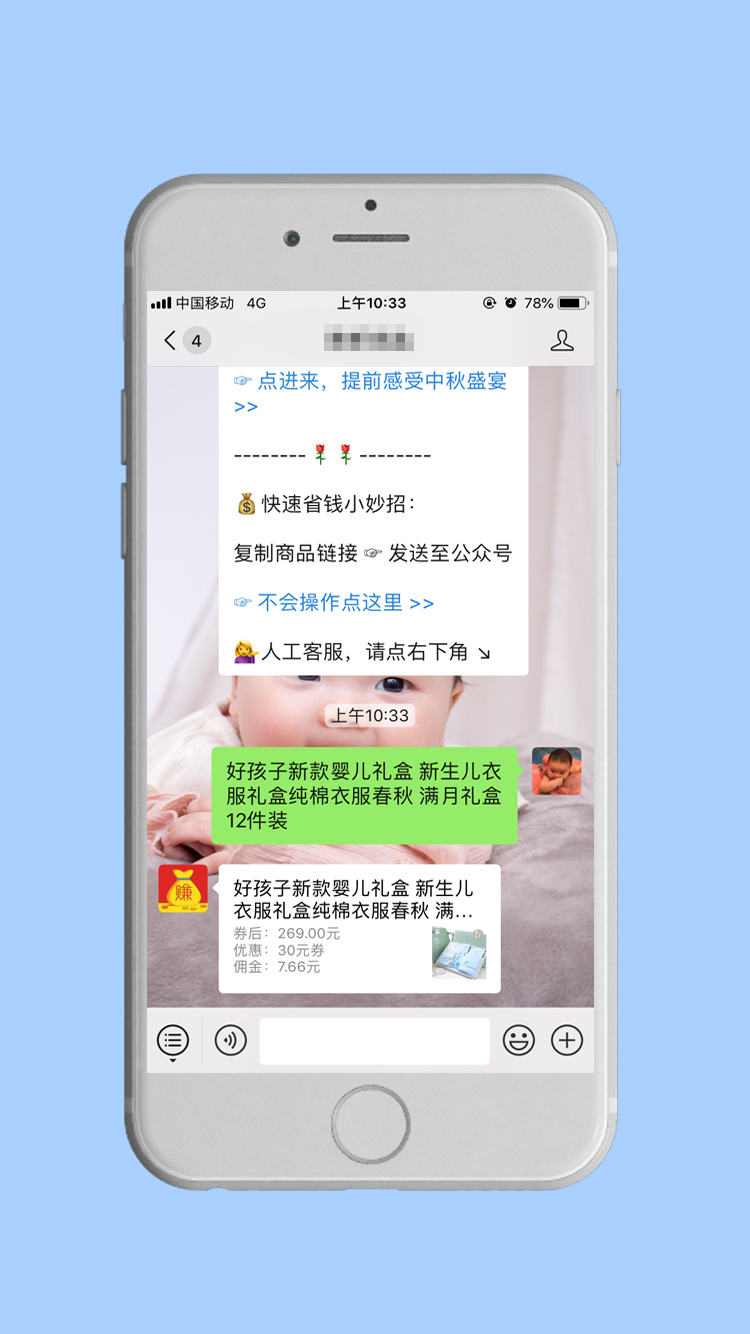 中国移动 4G 上午10:33 78%
4
☞ 点进来，提前感受中秋盛宴
>>
--------🌹🌹--------
💰快速省钱小妙招：
复制商品链接 ☞ 发送至公众号
☞ 不会操作点这里 >>
💁‍♀️人工客服，请点右下角 ↘
上午10:33
好孩子新款婴儿礼盒 新生儿衣
服礼盒纯棉衣服春秋 满月礼盒
12件装
赚
好孩子新款婴儿礼盒 新生儿
衣服礼盒纯棉衣服春秋 满...
券后：269.00元
优惠：30元券
佣金：7.66元